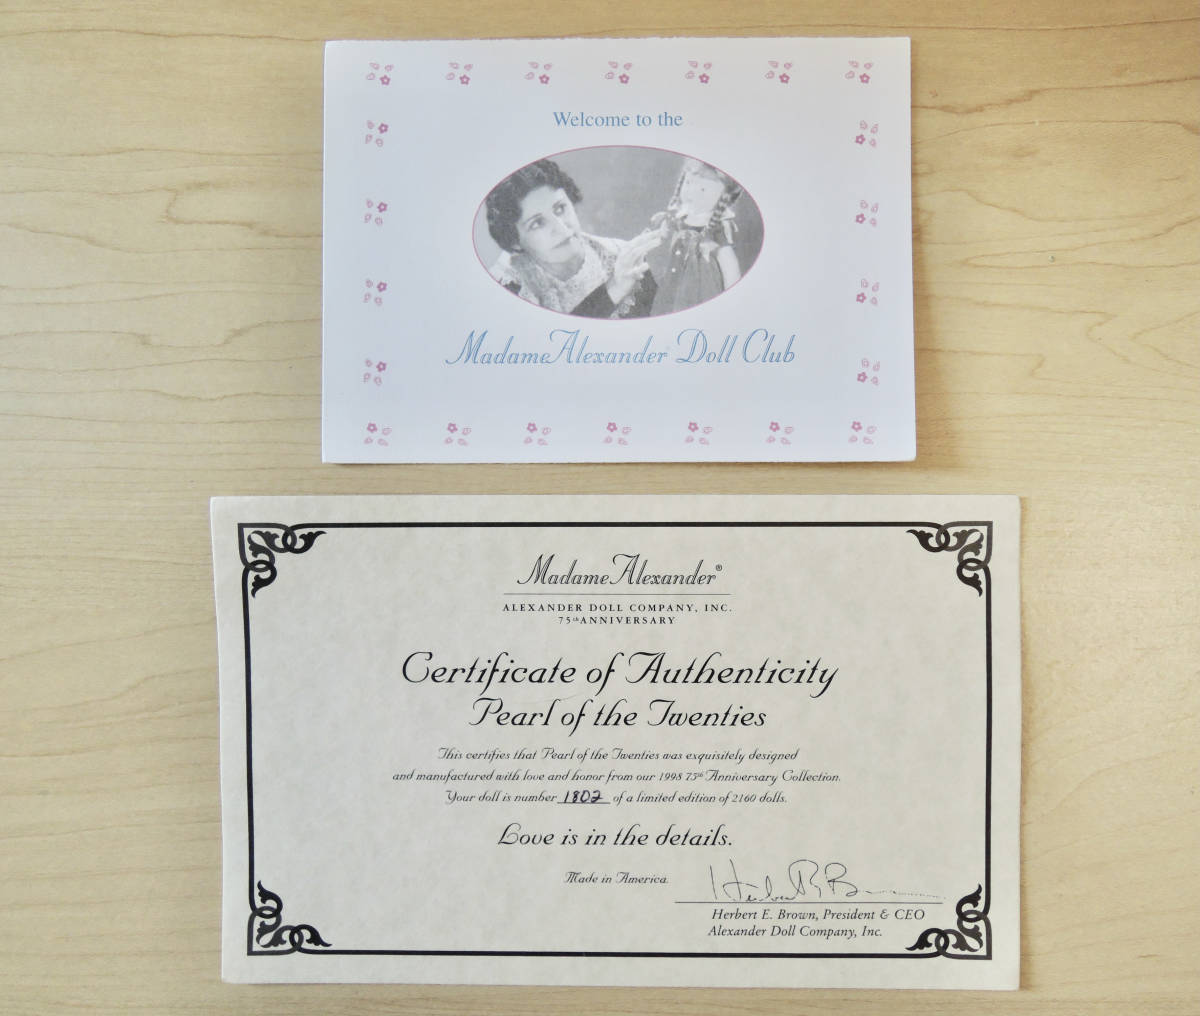 Welcome to the
Madame Alexander® Doll Club
Madame Alexander®
ALEXANDER DOLL COMPANY, INC.
75th ANNIVERSARY
Certificate of Authenticity
Pearl of the Twenties
This certifies that Pearl of the Twenties was exquisitely designed
and manufactured with love and honor from our 1998 75th Anniversary Collection.
Your doll is number 1802 of a limited edition of 2160 dolls.
Love is in the details.
Made in America.
Herbert E. Brown, President & CEO
Alexander Doll Company, Inc.